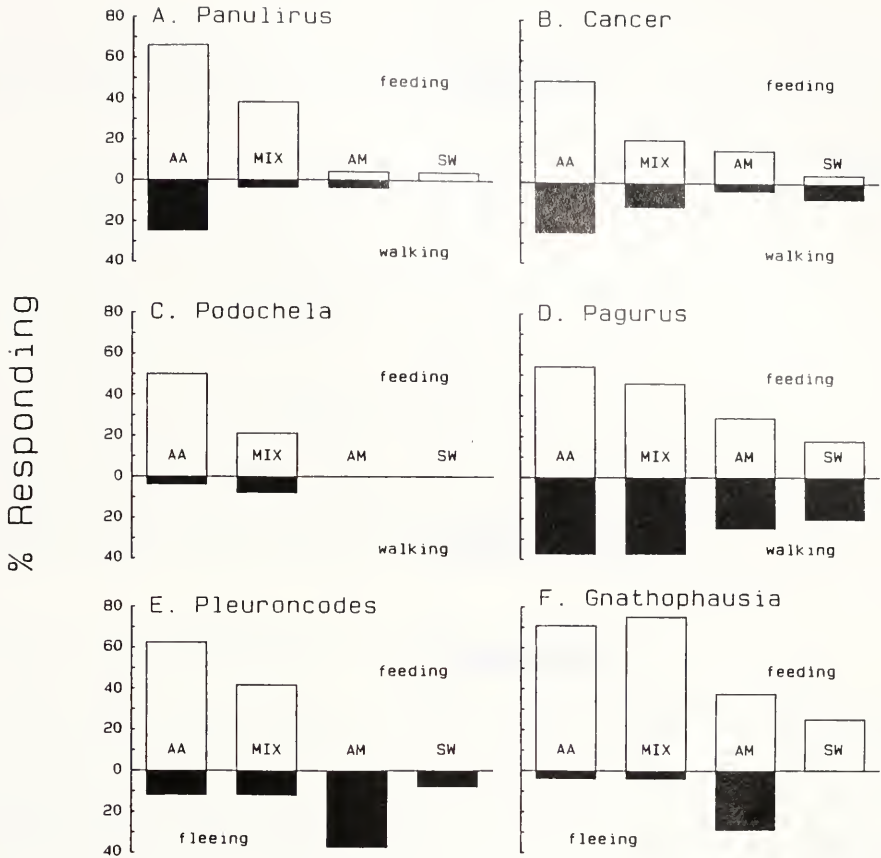 % Responding
A. Panulirus
80
60
40
20
0
20
40
feeding
AA MIX AM SW
walking
B. Cancer
feeding
AA MIX AM SW
walking
C. Podochela
80
60
40
20
0
20
40
feeding
AA MIX AM SW
walking
D. Pagurus
feeding
AA MIX AM SW
walking
E. Pleuroncodes
80
60
40
20
0
20
40
feeding
AA MIX AM SW
fleeing
F. Gnathophausia
feeding
AA MIX AM SW
fleeing